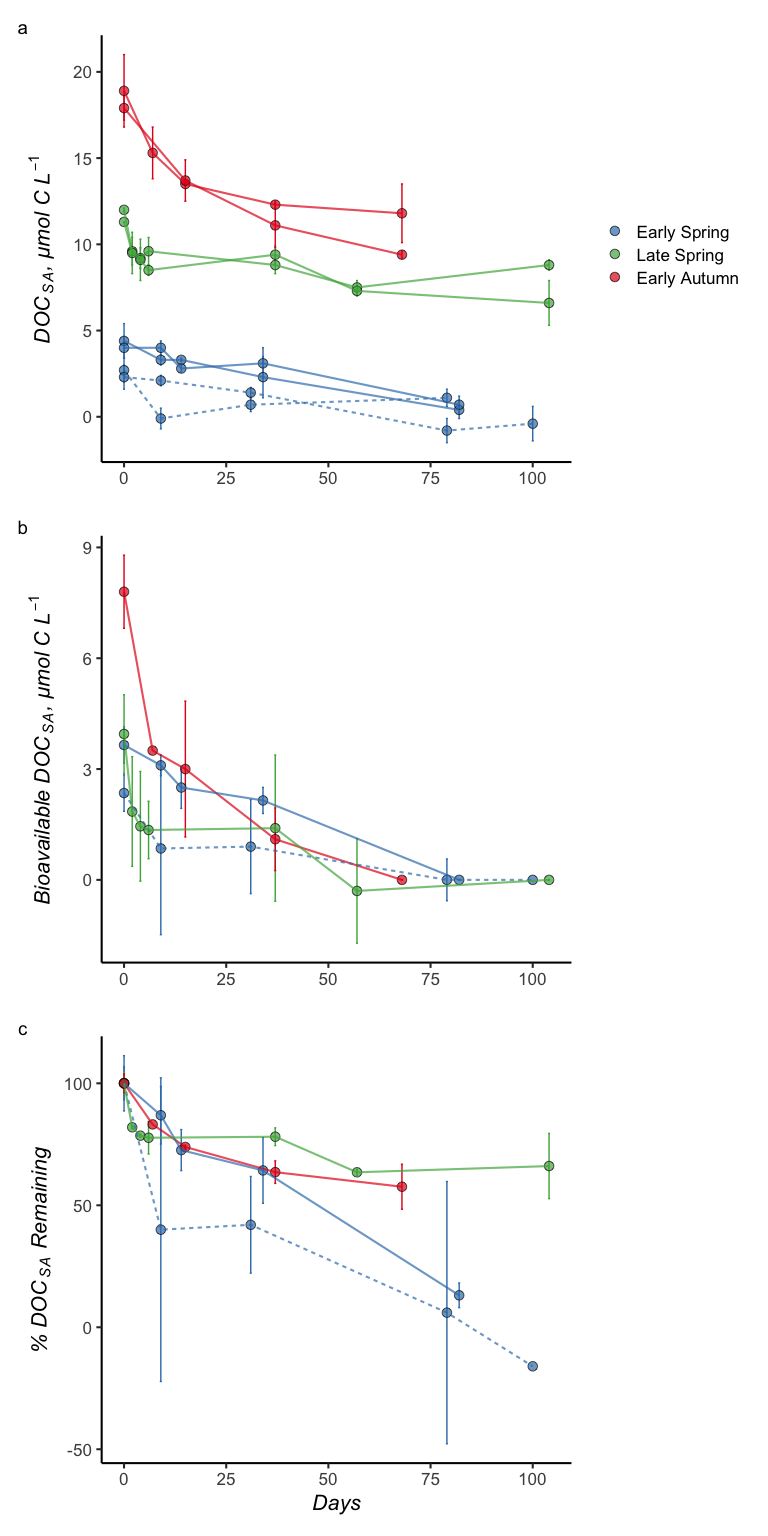 a
DOC_SA, μmol C L⁻¹
20
15
10
5
0
0 25 50 75 100
Early Spring
Late Spring
Early Autumn
b
Bioavailable DOC_SA, μmol C L⁻¹
9
6
3
0
0 25 50 75 100
c
% DOC_SA Remaining
100
50
0
-50
0 25 50 75 100
Days